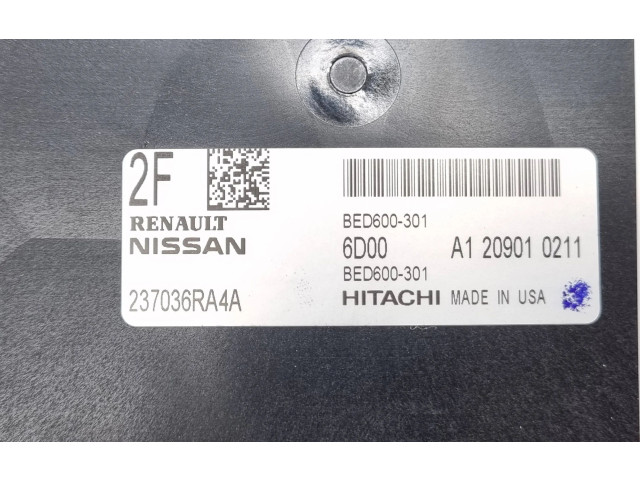 2F
RENAULT
NISSAN
237036RA4A
BED600-301
6D00 A1 20901 0211
BED600-301
HITACHI MADE IN USA